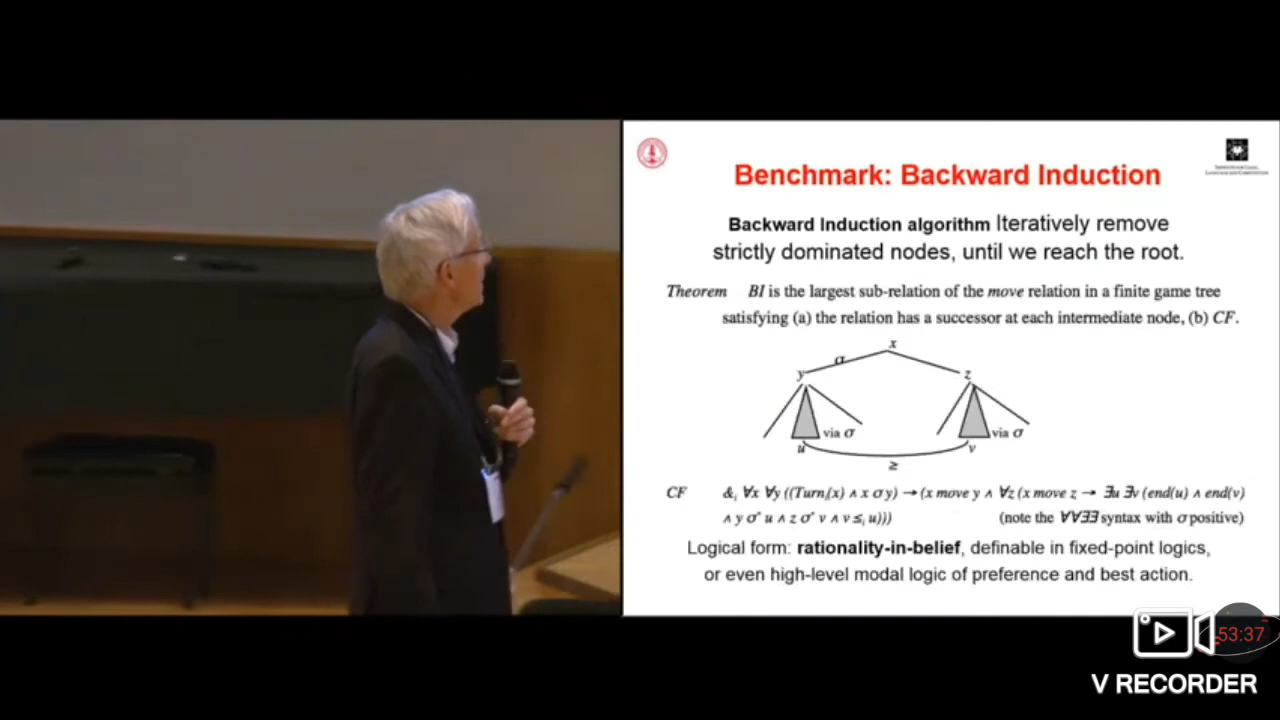 Benchmark: Backward Induction
Backward Induction algorithm Iteratively remove
strictly dominated nodes, until we reach the root.
Theorem BI is the largest sub-relation of the move relation in a finite game tree
satisfying (a) the relation has a successor at each intermediate node, (b) CF.
x
σ
y z
via σ via σ
u v
≥
CF &ᵢ ∀x ∀y ((Turnᵢ(x) ∧ x σ y) → (x move y ∧ ∀z (x move z → ∃u ∃v (end(u) ∧ end(v)
∧ y σ* u ∧ z σ* v ∧ v ≤ᵢ u))) (note the ∀∀∃∃ syntax with σ positive)
Logical form: rationality-in-belief, definable in fixed-point logics,
or even high-level modal logic of preference and best action.
53:37
V RECORDER